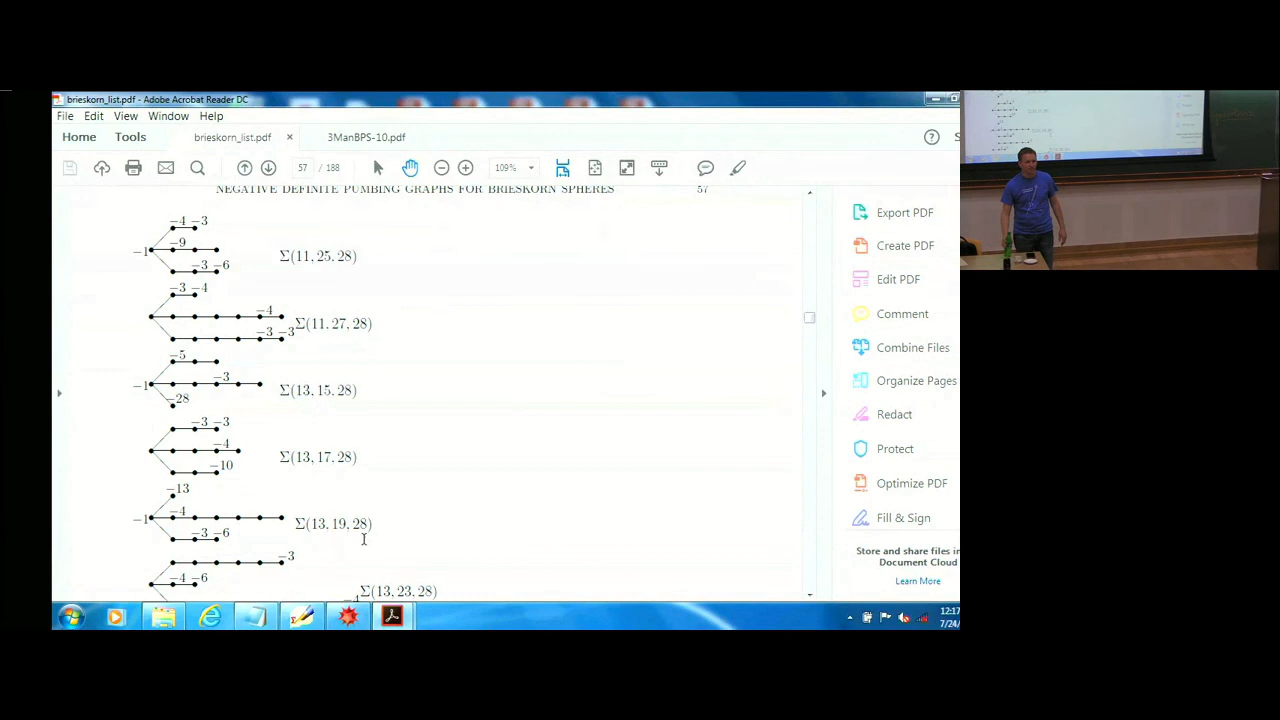 brieskorn_list.pdf - Adobe Acrobat Reader DC
File Edit View Window Help
Home Tools brieskorn_list.pdf × 3ManBPS-10.pdf
57 / 188 109%
NEGATIVE DEFINITE PUMBING GRAPHS FOR BRIESKORN SPHERES 57
−4 −3
−1 −9 Σ(11, 25, 28)
−3 −6
−3 −4
−4
Σ(11, 27, 28)
−3 −3
−5
−1 −3 Σ(13, 15, 28)
−28
−3 −3
−4 Σ(13, 17, 28)
−10
−13
−1 −4 Σ(13, 19, 28)
−3 −6
−3
−4 −6 Σ(13, 23, 28)
−4
Export PDF
Create PDF
Edit PDF
Comment
Combine Files
Organize Pages
Redact
Protect
Optimize PDF
Fill & Sign
Store and share files in
Document Cloud
Learn More
12:17
7/24/